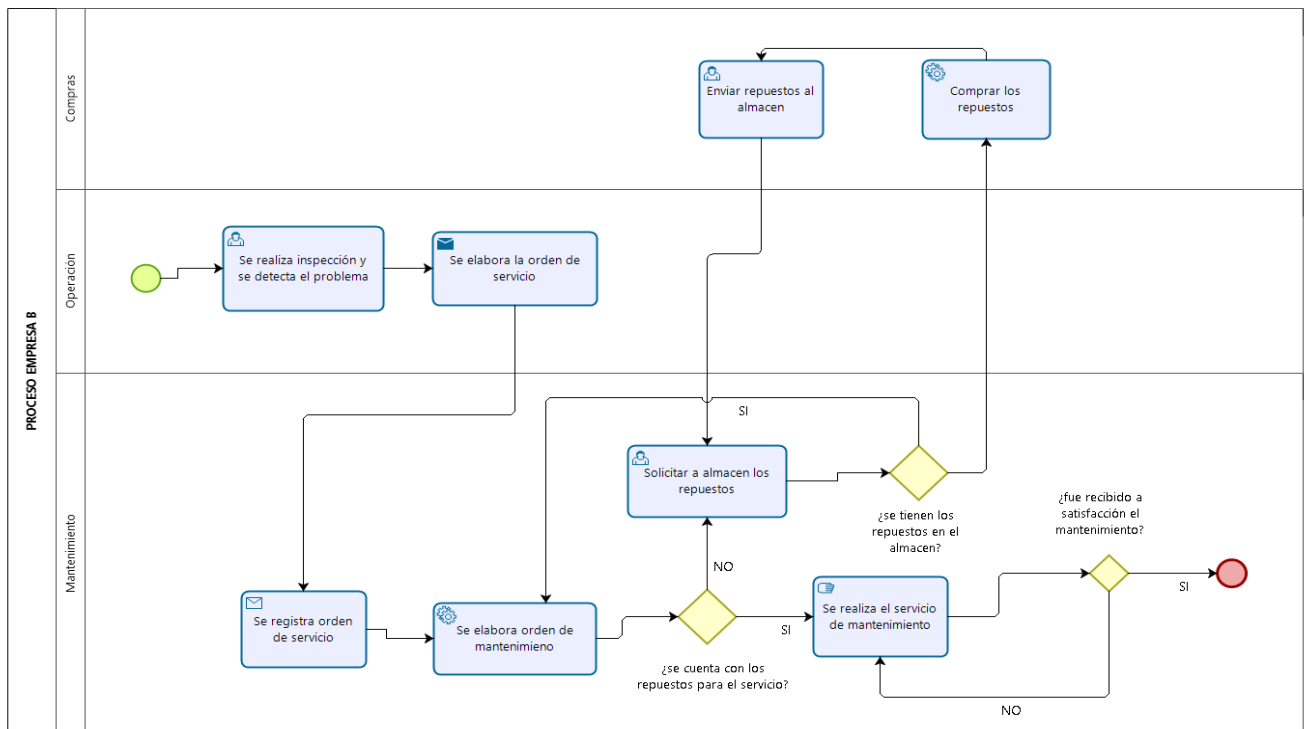 PROCESO EMPRESA B
Compras
Enviar repuestos al
almacen
Comprar los
repuestos
Operación
Se realiza inspección y
se detecta el problema
Se elabora la orden de
servicio
Mantenimiento
SI
Solicitar a almacen los
repuestos
¿se tienen los
repuestos en el
almacen?
¿fue recibido a
satisfacción el
mantenimiento?
NO
Se registra orden
de servicio
Se elabora orden de
mantenimieno
¿se cuenta con los
repuestos para el servicio?
SI
Se realiza el servicio
de mantenimiento
SI
NO